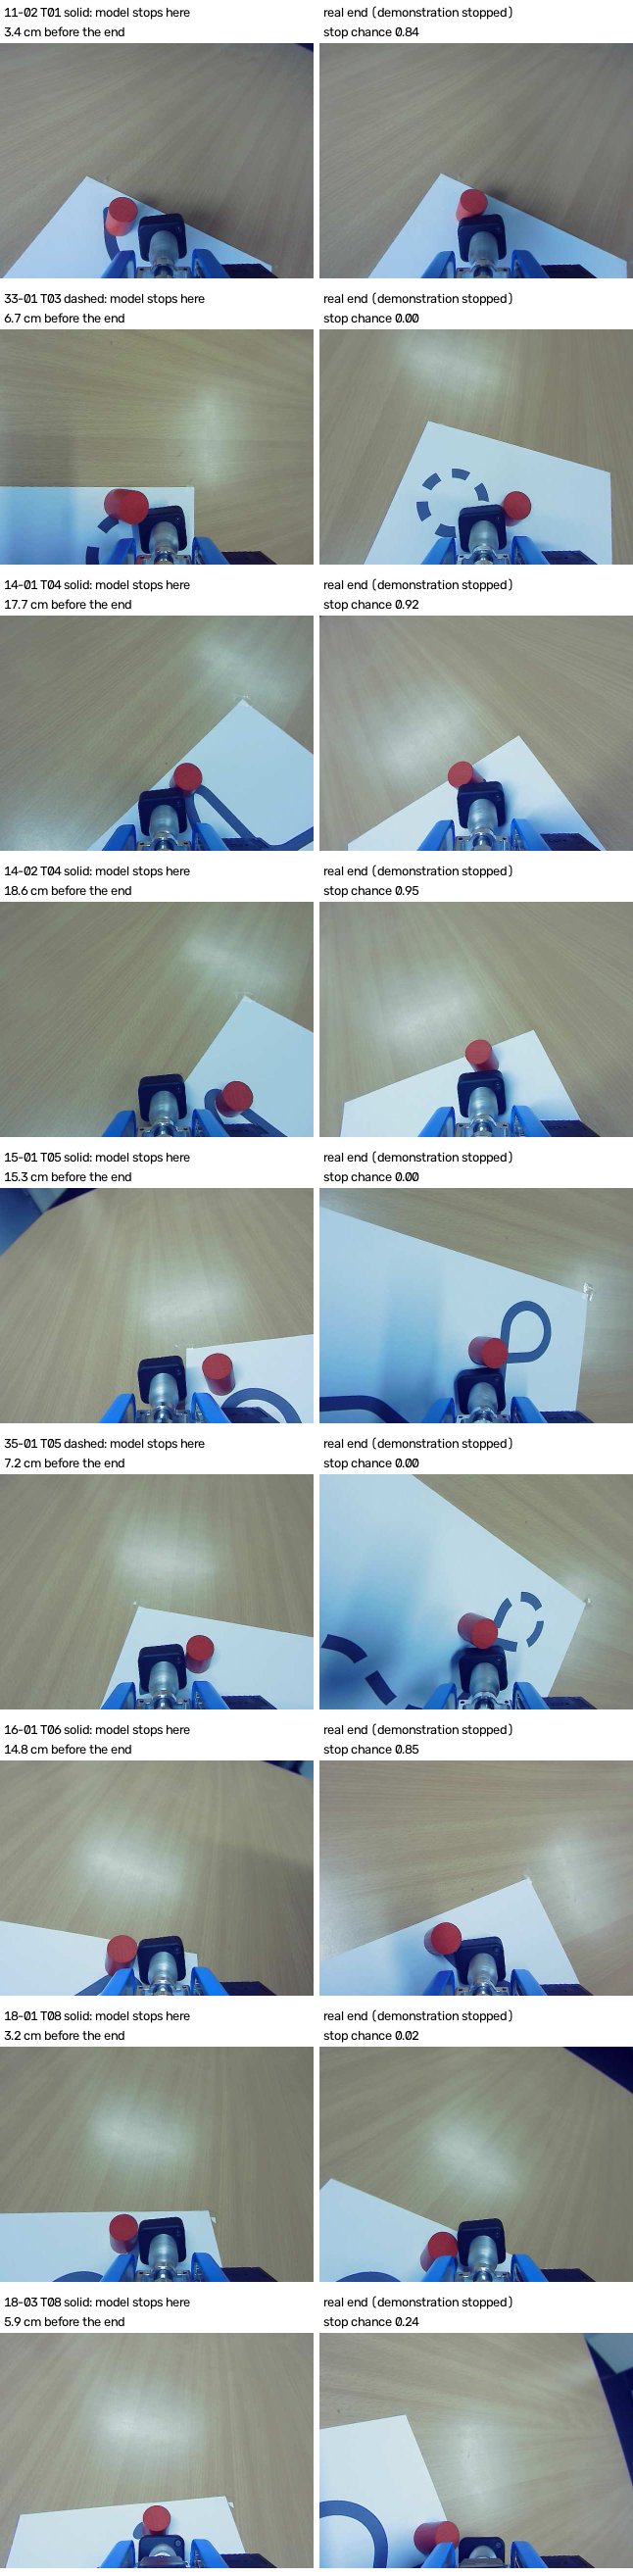 11-02 T01 solid: model stops here
3.4 cm before the end
real end (demonstration stopped)
stop chance 0.84
33-01 T03 dashed: model stops here
6.7 cm before the end
real end (demonstration stopped)
stop chance 0.00
14-01 T04 solid: model stops here
17.7 cm before the end
real end (demonstration stopped)
stop chance 0.92
14-02 T04 solid: model stops here
18.6 cm before the end
real end (demonstration stopped)
stop chance 0.95
15-01 T05 solid: model stops here
15.3 cm before the end
real end (demonstration stopped)
stop chance 0.00
35-01 T05 dashed: model stops here
7.2 cm before the end
real end (demonstration stopped)
stop chance 0.00
16-01 T06 solid: model stops here
14.8 cm before the end
real end (demonstration stopped)
stop chance 0.85
18-01 T08 solid: model stops here
3.2 cm before the end
real end (demonstration stopped)
stop chance 0.02
18-03 T08 solid: model stops here
5.9 cm before the end
real end (demonstration stopped)
stop chance 0.24